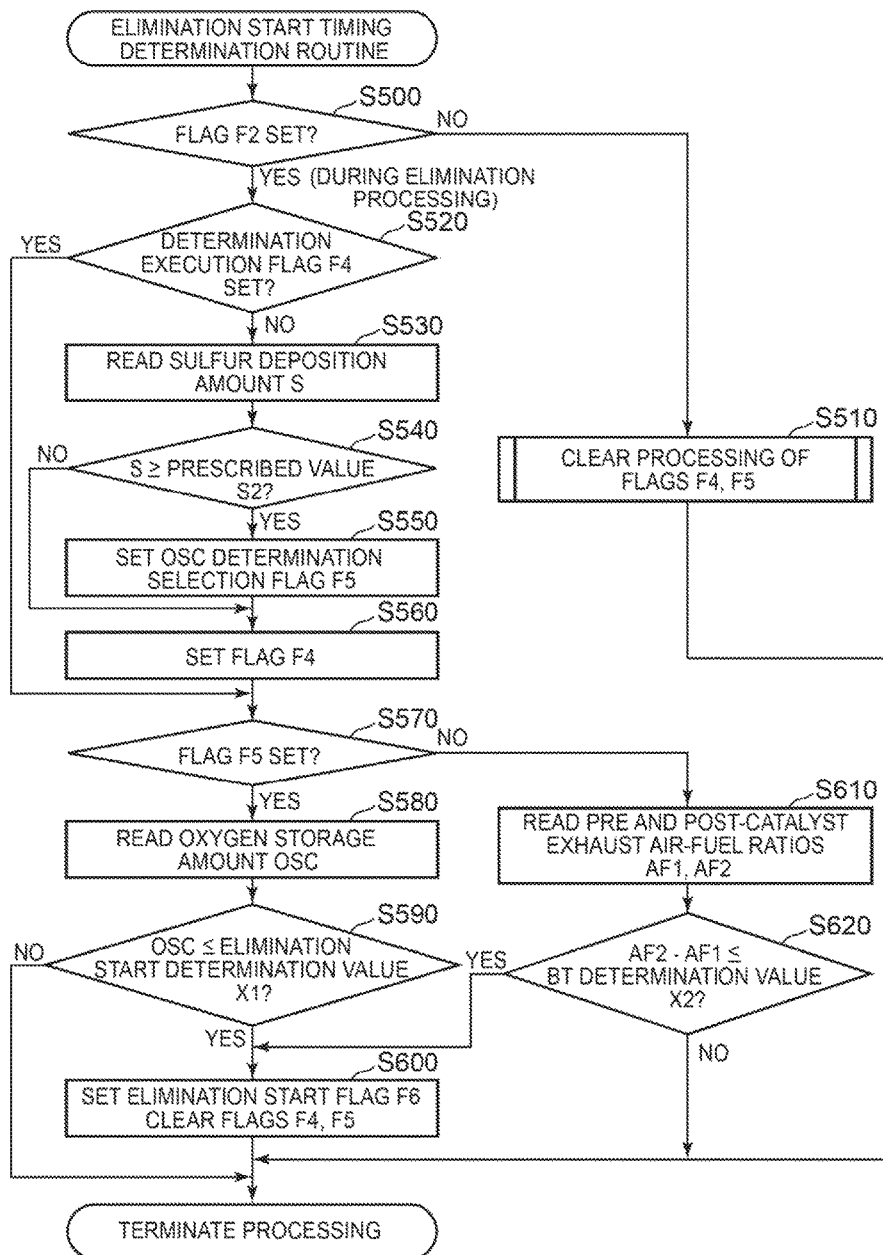 ELIMINATION START TIMING
DETERMINATION ROUTINE
S500
FLAG F2 SET?
NO
YES (DURING ELIMINATION
PROCESSING)
S520
YES
DETERMINATION
EXECUTION FLAG F4
SET?
NO
S530
READ SULFUR DEPOSITION
AMOUNT S
S540
NO
S ≥ PRESCRIBED VALUE
S2?
YES
S510
CLEAR PROCESSING OF
FLAGS F4, F5
S550
SET OSC DETERMINATION
SELECTION FLAG F5
S560
SET FLAG F4
S570
FLAG F5 SET?
NO
YES
S580
READ OXYGEN STORAGE
AMOUNT OSC
S610
READ PRE AND POST-CATALYST
EXHAUST AIR-FUEL RATIOS
AF1, AF2
S590
NO
OSC ≤ ELIMINATION
START DETERMINATION VALUE
X1?
YES
S620
YES
AF2 - AF1 ≤
BT DETERMINATION VALUE
X2?
NO
S600
SET ELIMINATION START FLAG F6
CLEAR FLAGS F4, F5
TERMINATE PROCESSING